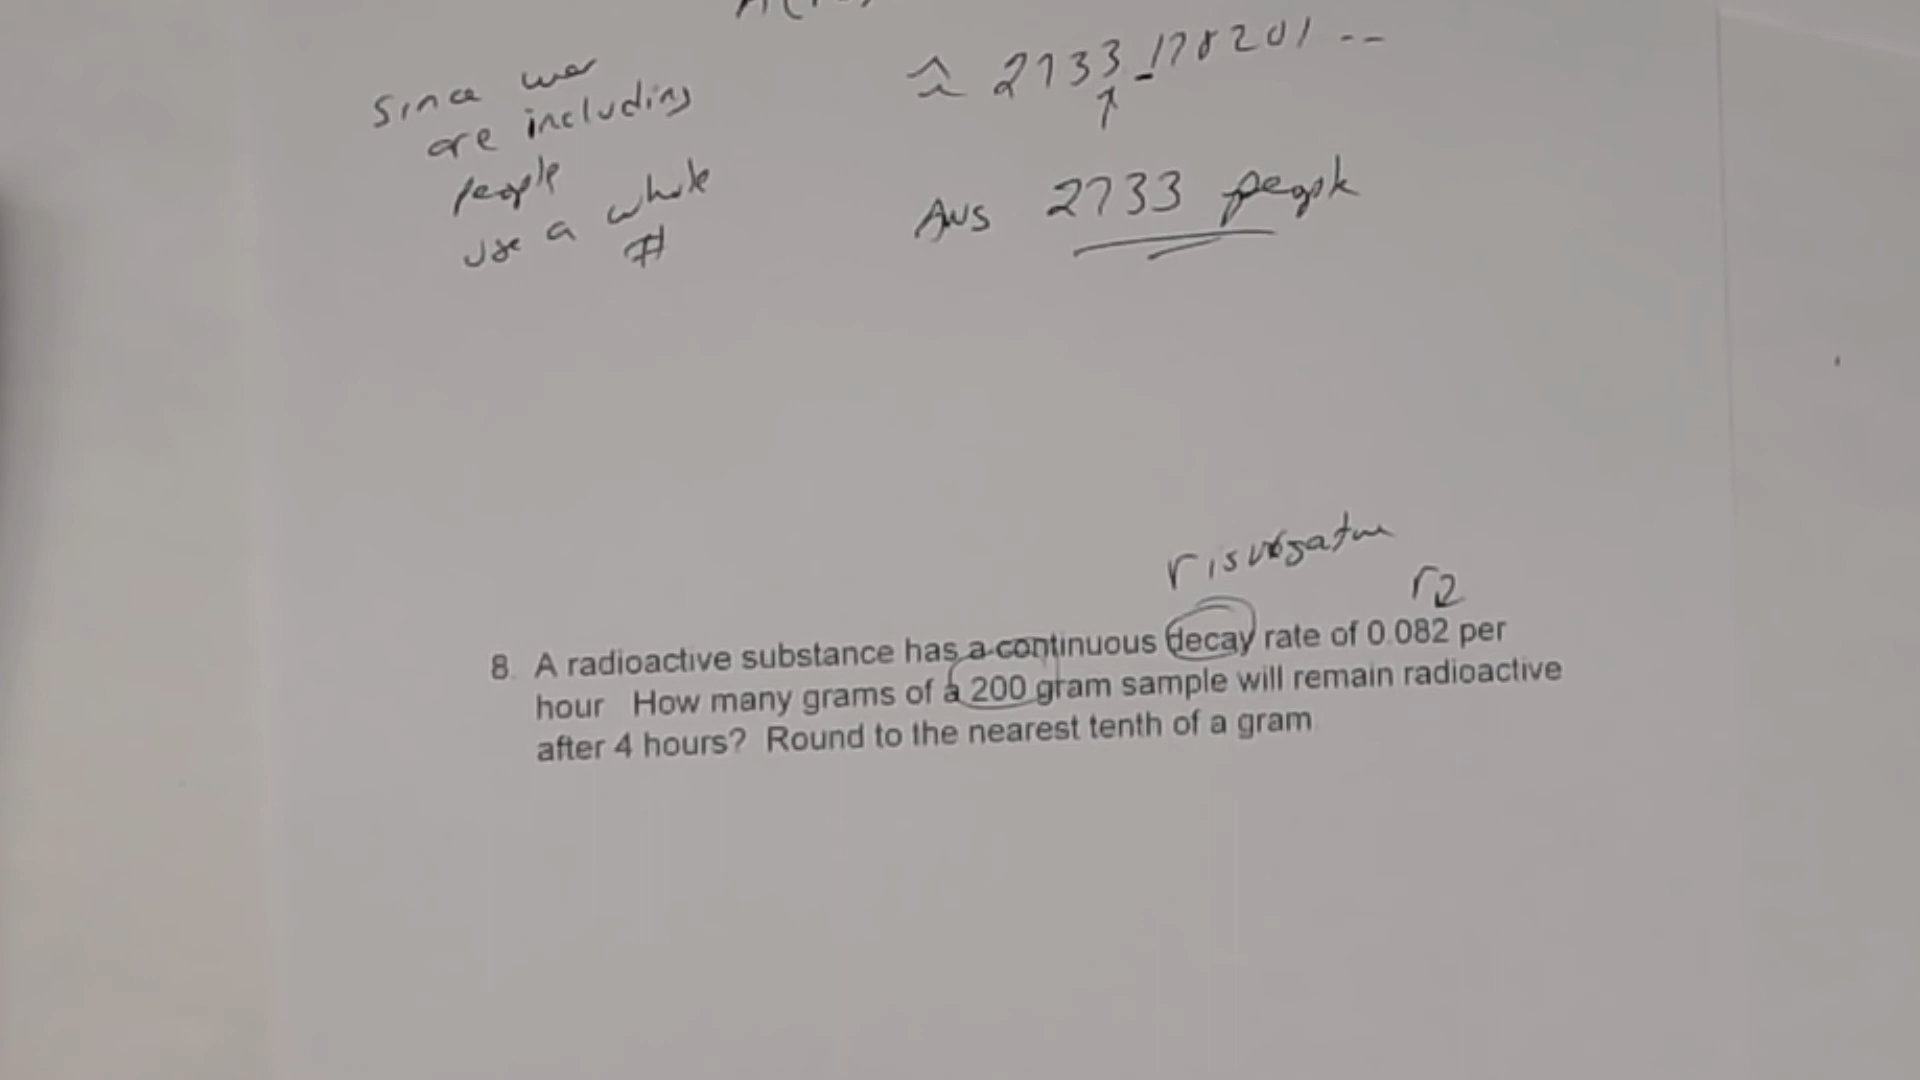 ≈ 2733.178201--
Since we
are including
people
use a whole
#
Ans 2733 people
r is
r
8. A radioactive substance has a continuous decay rate of 0.082 per
hour How many grams of a 200 gram sample will remain radioactive
after 4 hours? Round to the nearest tenth of a gram